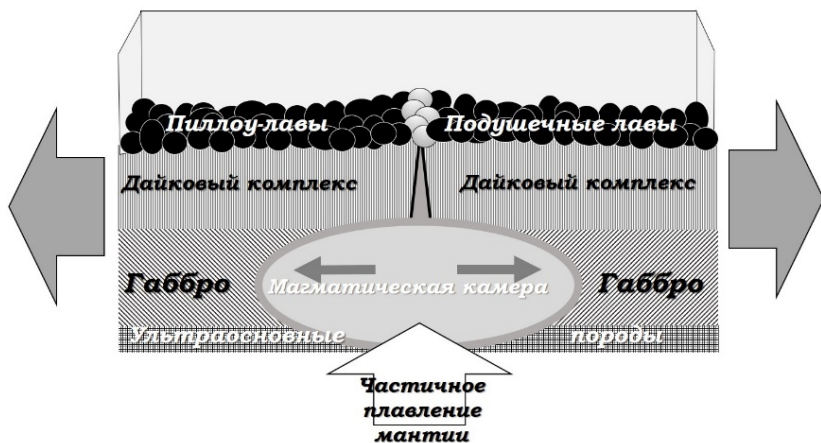 Пиллоу-лавы
Подушечные лавы
Дайковый комплекс
Дайковый комплекс
Габбро
Магматическая камера
Габбро
Ультраосновные
породы
Частичное
плавление
мантии